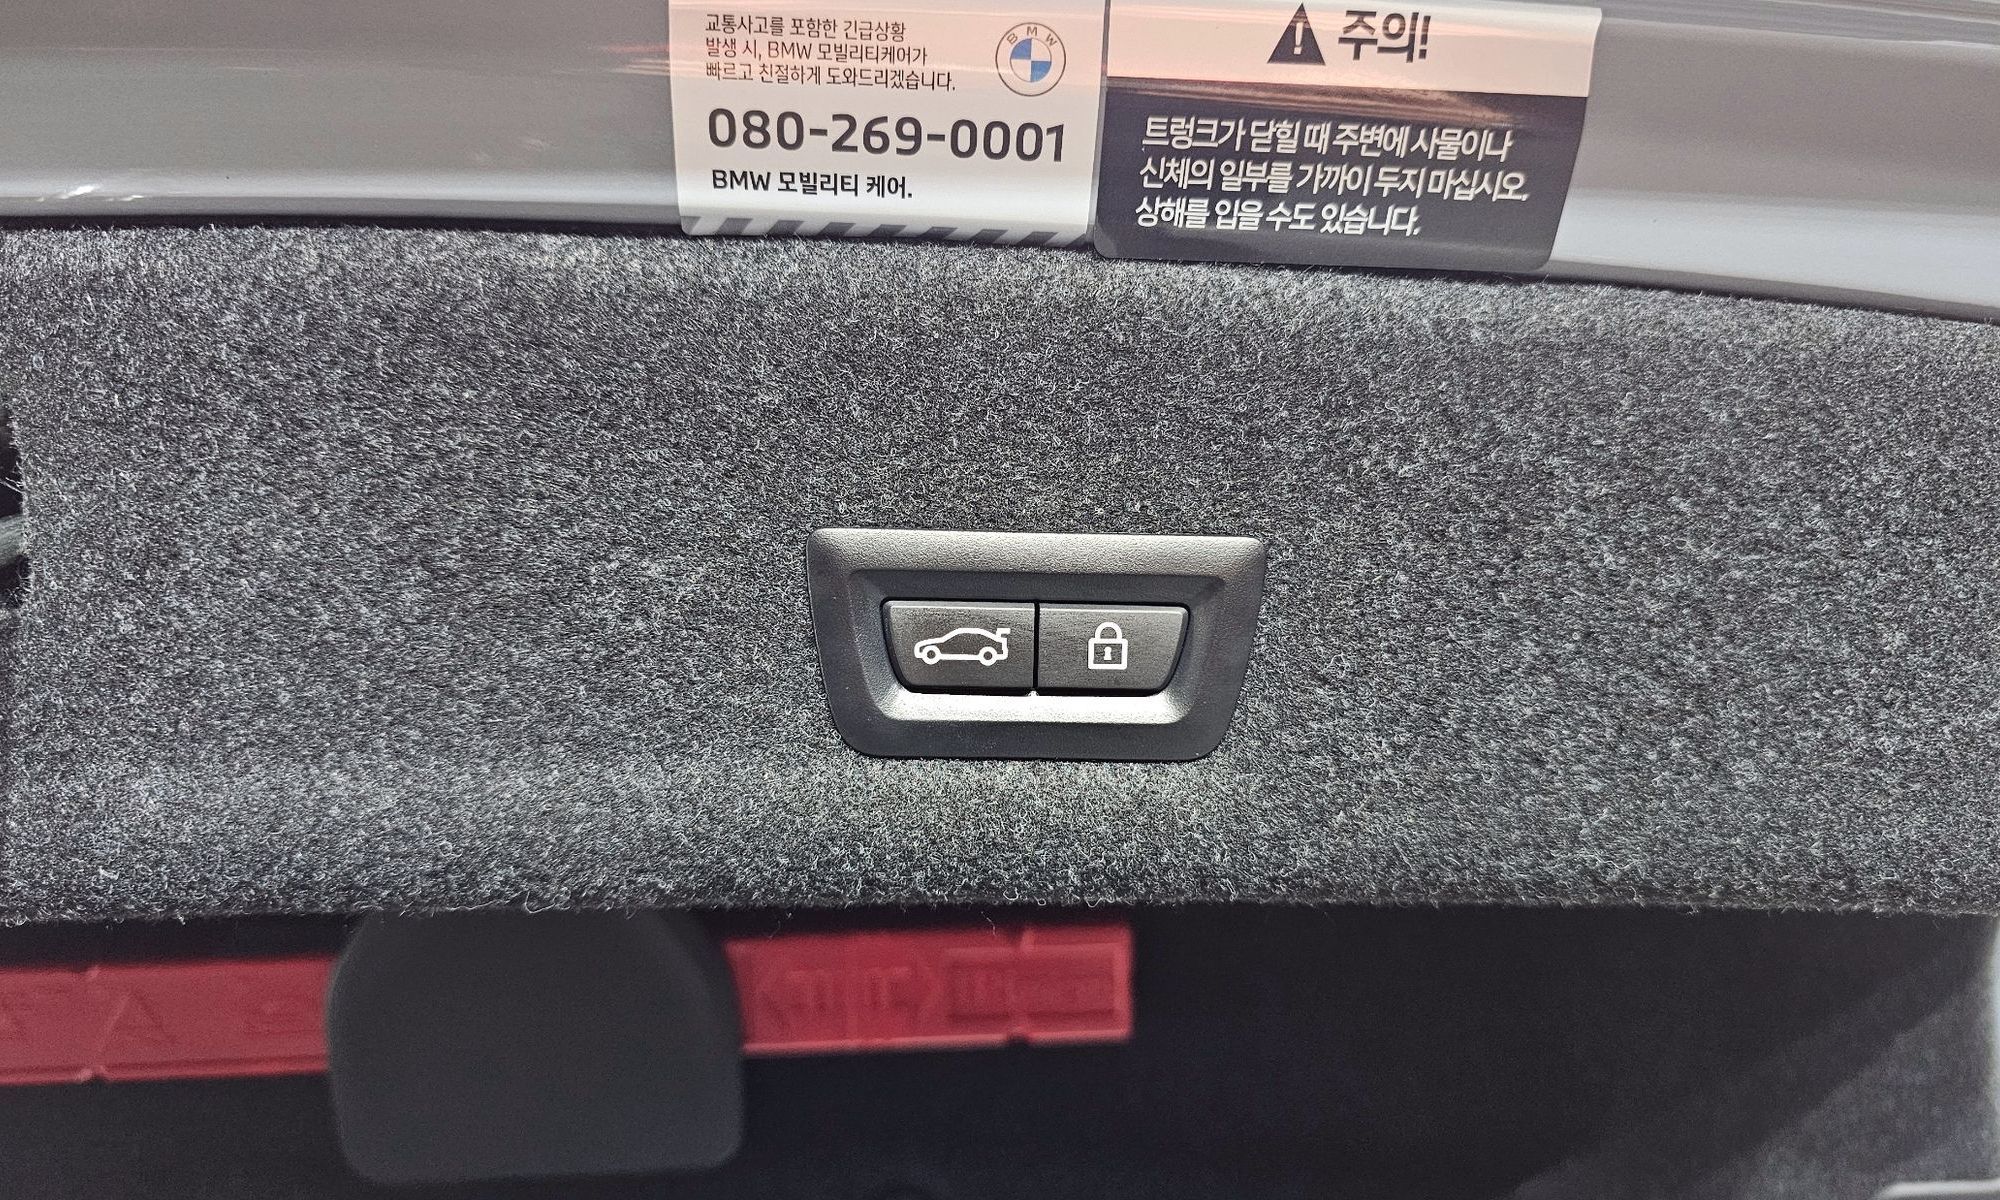 교통사고를 포함한 긴급상황
발생 시, BMW 모빌리티케어가
빠르고 친절하게 도와드리겠습니다.
BMW
080-269-0001
BMW 모빌리티 케어.
주의!
트렁크가 닫힐 때 주변에 사물이나
신체의 일부를 가까이 두지 마십시오.
상해를 입을 수도 있습니다.